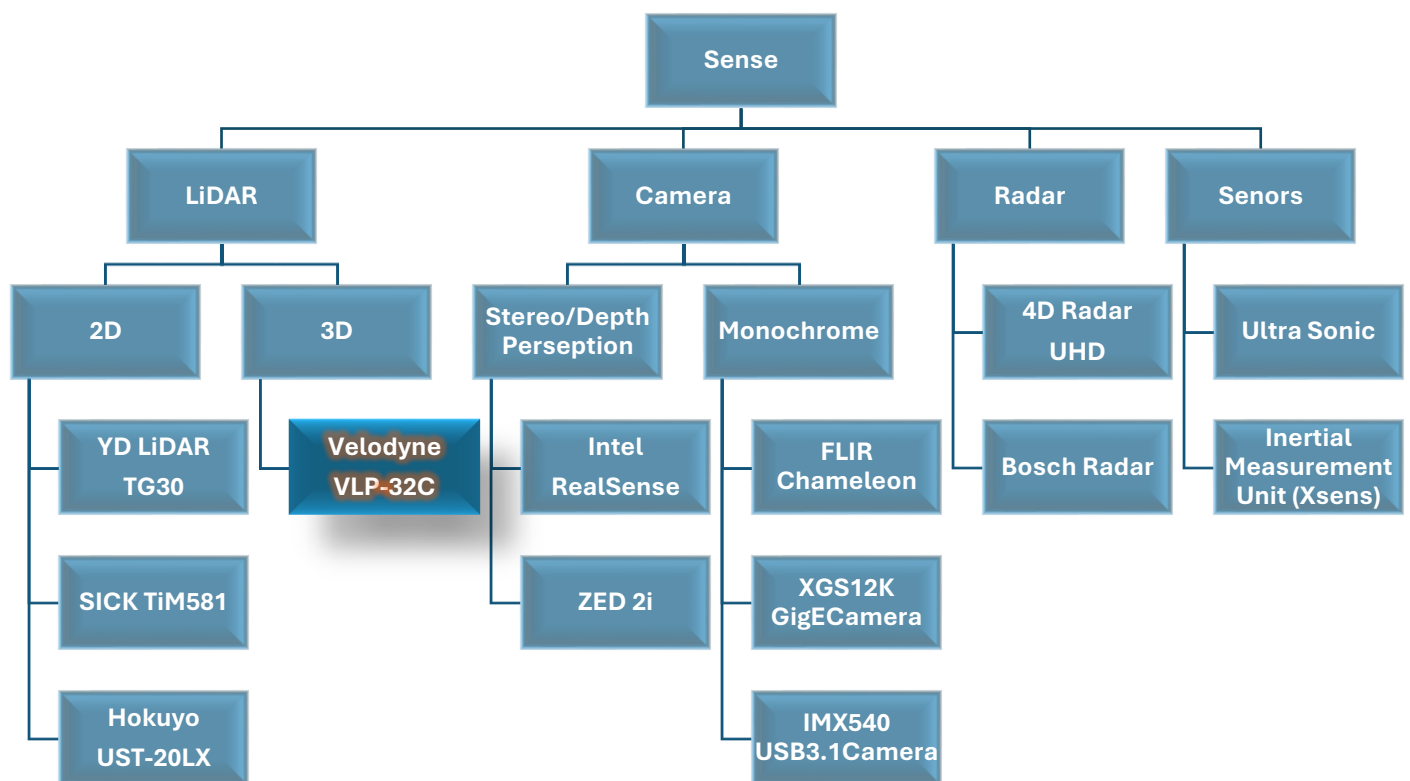 Sense
LiDAR
Camera
Radar
Senors
2D
3D
Stereo/Depth
Perseption
Monochrome
4D Radar
UHD
Ultra Sonic
YD LiDAR
TG30
Velodyne
VLP-32C
Intel
RealSense
FLIR
Chameleon
Bosch Radar
Inertial
Measurement
Unit (Xsens)
SICK TiM581
ZED 2i
XGS12K
GigECamera
Hokuyo
UST-20LX
IMX540
USB3.1Camera